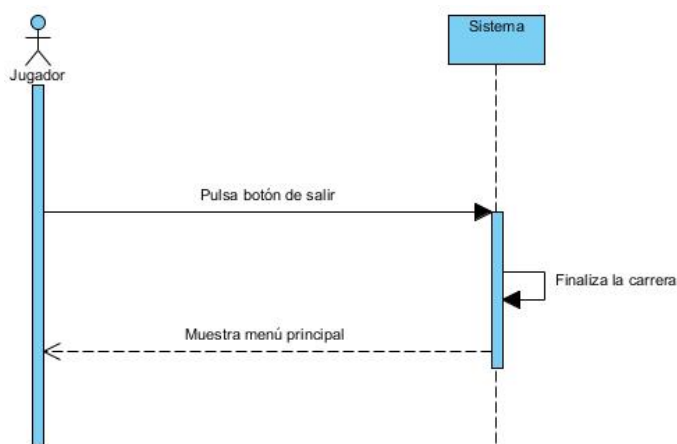 Sistema
Jugador
Pulsa botón de salir
Finaliza la carrera
Muestra menú principal